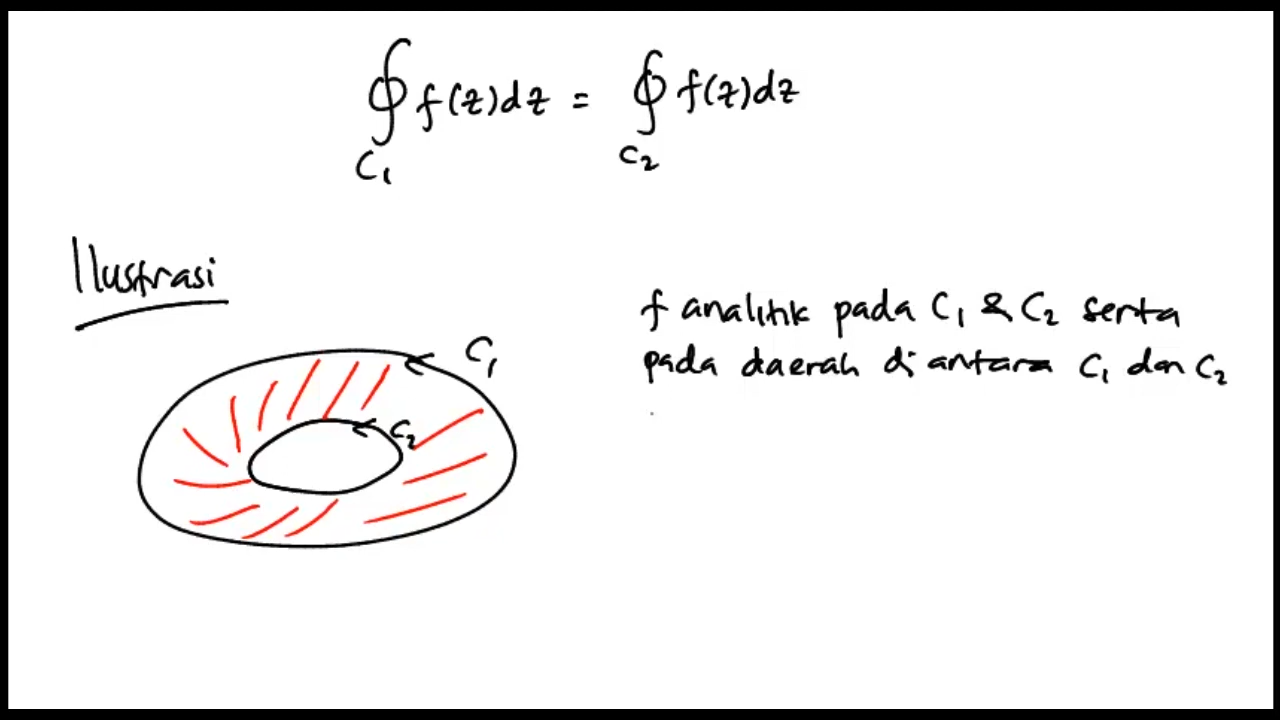 ∮ f(z)dz = ∮ f(z)dz
C₁ C₂
Ilustrasi
f analitik pada C₁ & C₂ serta
pada daerah di antara C₁ dan C₂
C₁
C₂